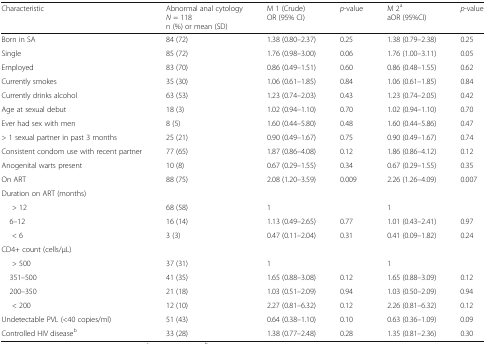 Characteristic Abnormal anal cytology N = 118 n (%) or mean (SD) M 1 (Crude) OR (95% CI) p-value M 2a aOR (95%CI) p-value
Born in SA 84 (72) 1.38 (0.80–2.37) 0.25 1.38 (0.79–2.38) 0.25
Single 85 (72) 1.76 (0.98–3.00) 0.06 1.76 (1.00–3.11) 0.05
Employed 83 (70) 0.86 (0.49–1.51) 0.60 0.86 (0.48–1.55) 0.62
Currently smokes 35 (30) 1.06 (0.61–1.85) 0.84 1.06 (0.61–1.85) 0.84
Currently drinks alcohol 63 (53) 1.23 (0.74–2.03) 0.43 1.23 (0.74–2.05) 0.42
Age at sexual debut 18 (3) 1.02 (0.94–1.10) 0.70 1.02 (0.94–1.10) 0.70
Ever had sex with men 8 (5) 1.60 (0.44–5.80) 0.48 1.60 (0.44–5.86) 0.47
> 1 sexual partner in past 3 months 25 (21) 0.90 (0.49–1.67) 0.75 0.90 (0.49–1.67) 0.74
Consistent condom use with recent partner 77 (65) 1.87 (0.86–4.08) 0.12 1.86 (0.86–4.12) 0.12
Anogenital warts present 10 (8) 0.67 (0.29–1.55) 0.34 0.67 (0.29–1.55) 0.35
On ART 88 (75) 2.08 (1.20–3.59) 0.009 2.26 (1.26–4.09) 0.007
Duration on ART (months)
> 12 68 (58) 1 1
6–12 16 (14) 1.13 (0.49–2.65) 0.77 1.01 (0.43–2.41) 0.97
< 6 3 (3) 0.47 (0.11–2.04) 0.31 0.41 (0.09–1.82) 0.24
CD4+ count (cells/µL)
> 500 37 (31) 1 1
351–500 41 (35) 1.65 (0.88–3.08) 0.12 1.65 (0.88–3.09) 0.12
200–350 21 (18) 1.03 (0.51–2.09) 0.94 1.03 (0.50–2.09) 0.94
< 200 12 (10) 2.27 (0.81–6.32) 0.12 2.26 (0.81–6.32) 0.12
Undetectable PVL (<40 copies/ml) 51 (43) 0.64 (0.38–1.10) 0.10 0.63 (0.36–1.09) 0.09
Controlled HIV diseaseb 33 (28) 1.38 (0.77–2.48) 0.28 1.35 (0.81–2.36) 0.30